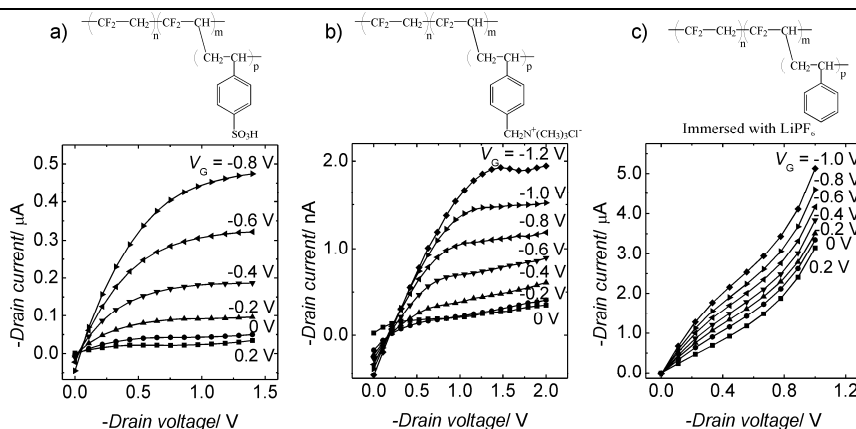 a)
( CF2 — CH2 )n ( CF2 — CH )m
( CH2 — CH )p
SO3H
b)
( CF2 — CH2 )n ( CF2 — CH )m
( CH2 — CH )p
CH2N+(CH3)3Cl-
c)
( CF2 — CH2 )n ( CF2 — CH )m
( CH2 — CH )p
Immersed with LiPF6
-Drain current/ µA
0.5
0.4
0.3
0.2
0.1
0.0
VG = -0.8 V
-0.6 V
-0.4 V
-0.2 V
0 V
0.2 V
0.0 0.5 1.0 1.5
-Drain voltage/ V
-Drain current/ nA
2.0
1.0
0.0
VG = -1.2 V
-1.0 V
-0.8 V
-0.6 V
-0.4 V
-0.2 V
0 V
0.0 0.5 1.0 1.5 2.0
-Drain voltage/ V
-Drain current/ µA
5.0
4.0
3.0
2.0
1.0
0.0
VG = -1.0 V
-0.8 V
-0.6 V
-0.4 V
-0.2 V
0 V
0.2 V
0.0 0.4 0.8 1.2
-Drain voltage/ V